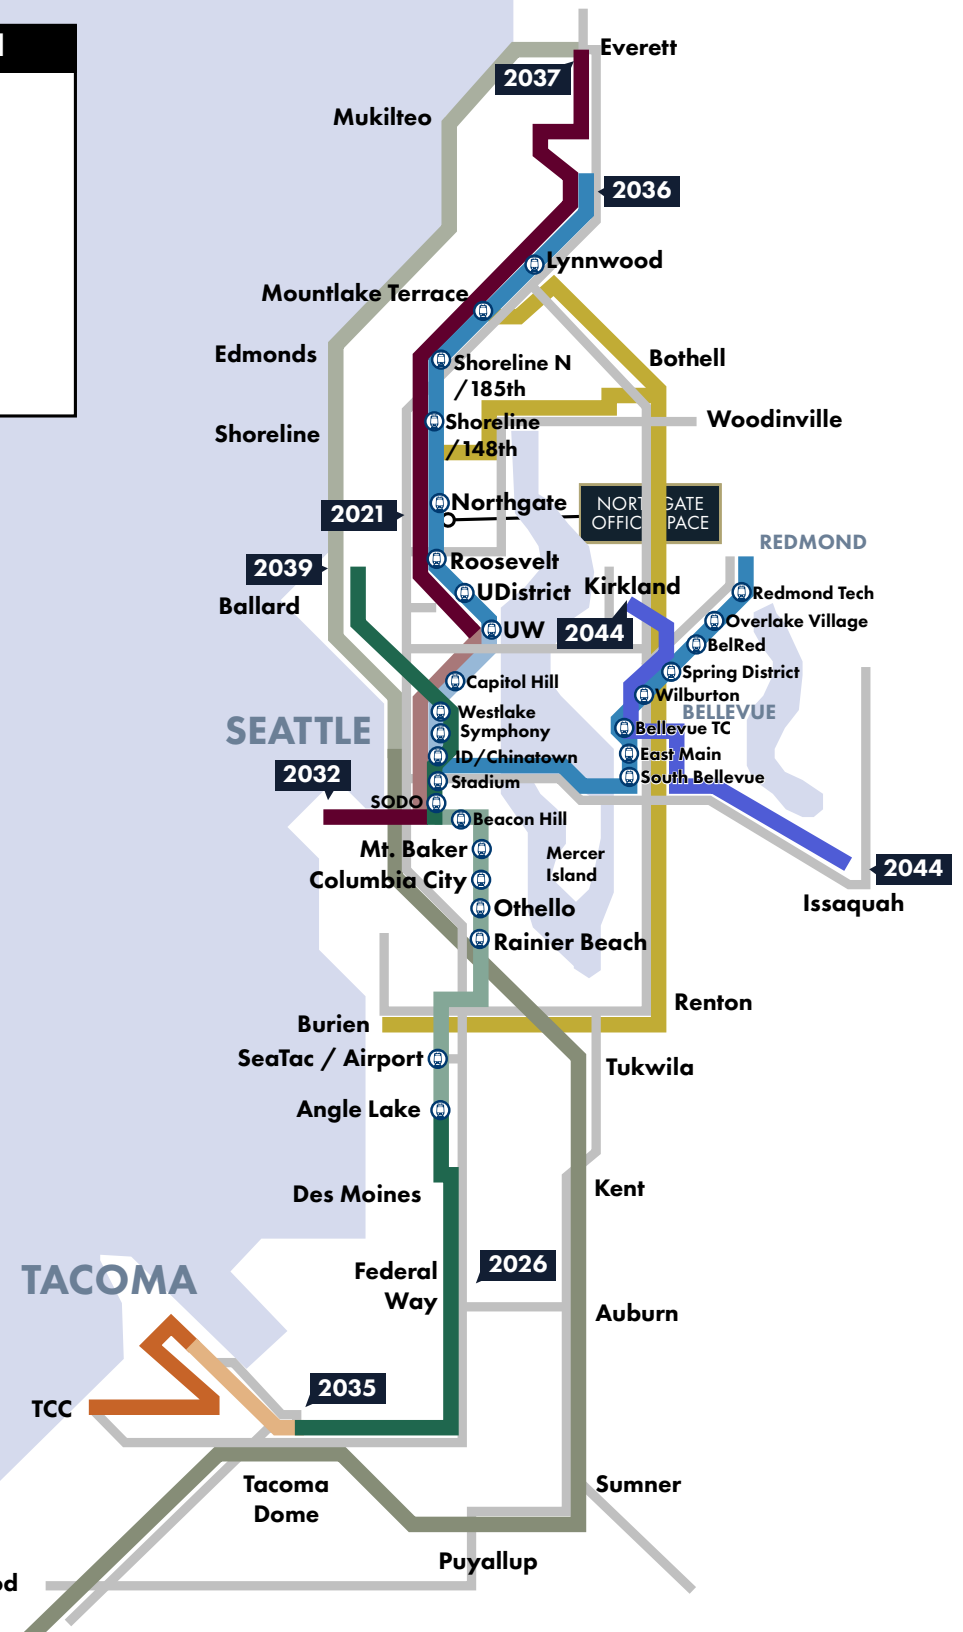 Everett
2037
Mukilteo
2036
Lynnwood
Mountlake Terrace
Edmonds
Shoreline N
/185th
Bothell
Shoreline
Shoreline
/148th
Woodinville
Northgate
2021
REDMOND
Roosevelt
2039
Ballard
UDistrict
Kirkland
Redmond Tech
UW
2044
Overlake Village
BelRed
Spring District
Capitol Hill
Wilburton
BELLEVUE
Westlake
SEATTLE
Symphony
Bellevue TC
ID/Chinatown
East Main
2032
Stadium
South Bellevue
SODO
Beacon Hill
Mt. Baker
Mercer
Island
2044
Columbia City
Issaquah
Othello
Rainier Beach
Renton
Burien
SeaTac / Airport
Tukwila
Angle Lake
Des Moines
Kent
2026
Federal
Way
TACOMA
Auburn
2035
TCC
Tacoma
Dome
Sumner
Puyallup